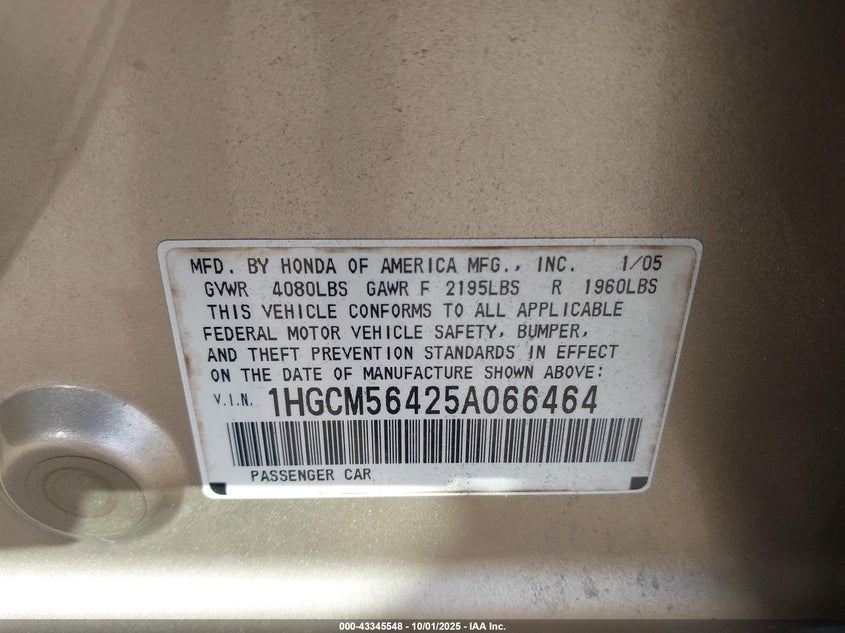 MFD. BY HONDA OF AMERICA MFG., INC. 1/05
GVWR 4080LBS GAWR F 2195LBS R 1960LBS
THIS VEHICLE CONFORMS TO ALL APPLICABLE
FEDERAL MOTOR VEHICLE SAFETY, BUMPER,
AND THEFT PREVENTION STANDARDS IN EFFECT
ON THE DATE OF MANUFACTURE SHOWN ABOVE:
V.I.N. 1HGCM56425A066464
PASSENGER CAR
000-43345548 - 10/01/2025 - IAA Inc.